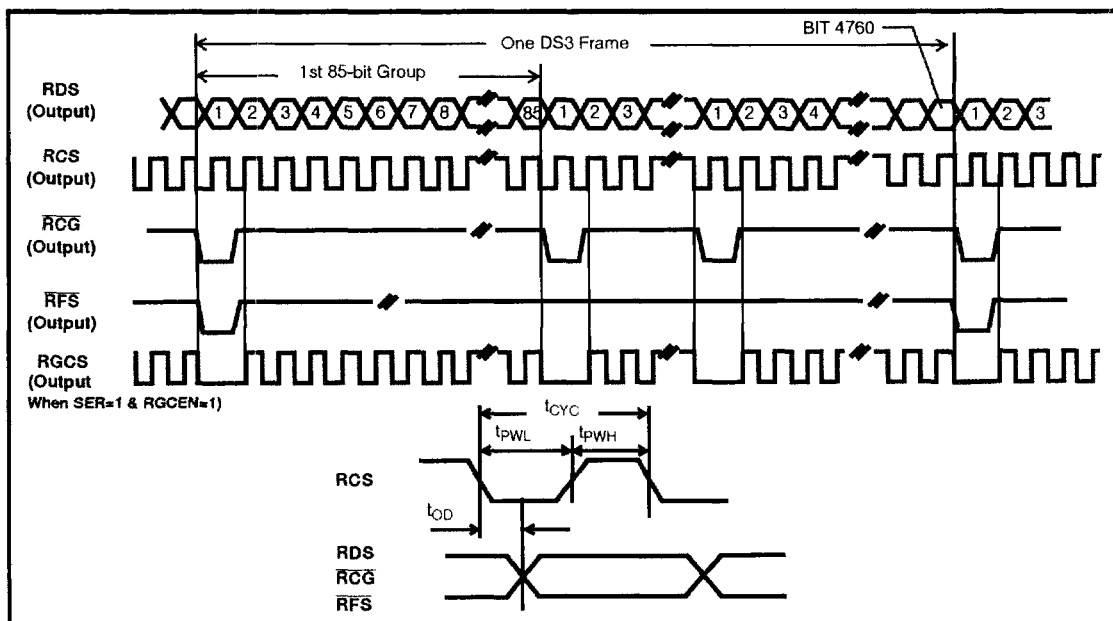 BIT 4760
One DS3 Frame
1st 85-bit Group
RDS
(Output)
1 2 3 4 5 6 7 8 85 1 2 3 1 2 3 4 1 2 3
RCS
(Output)
RCG
(Output)
RFS
(Output)
RGCS
(Output
When SER=1 & RGCEN=1)
tCYC
tPWL tPWH
RCS
tOD
RDS
RCG
RFS